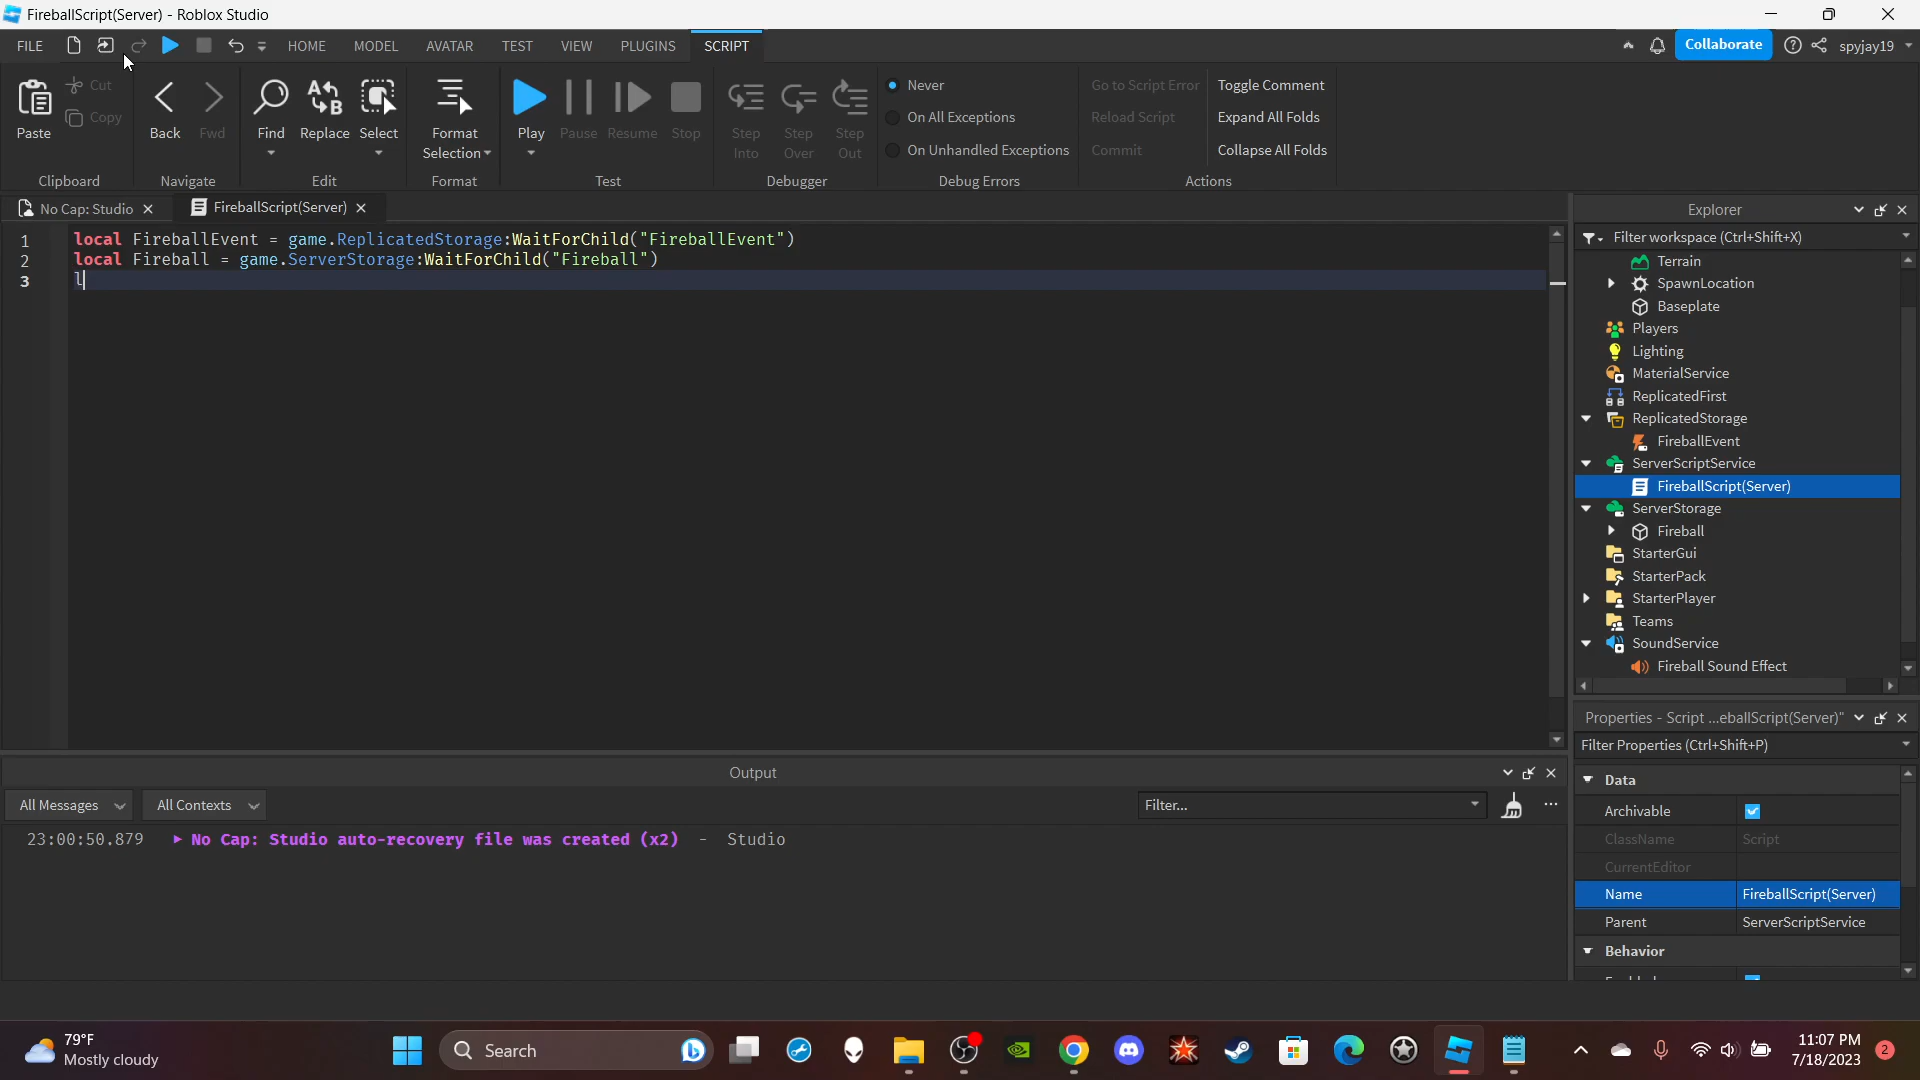 FireballScript(Server) - Roblox Studio
FILE HOME MODEL AVATAR TEST VIEW PLUGINS SCRIPT Collaborate spyjay19
Paste Cut Copy
Clipboard
Back Fwd
Navigate
Find Replace Select
Edit
Format Selection
Format
Play Pause Resume Stop
Test
Step Into Step Over Step Out
Debugger
Never
On All Exceptions
On Unhandled Exceptions
Debug Errors
Go to Script Error
Reload Script
Commit
Toggle Comment
Expand All Folds
Collapse All Folds
Actions
No Cap: Studio FireballScript(Server)
1 local FireballEvent = game.ReplicatedStorage:WaitForChild("FireballEvent")
2 local Fireball = game.ServerStorage:WaitForChild("Fireball")
3 l
Explorer
Filter workspace (Ctrl+Shift+X)
Terrain
SpawnLocation
Baseplate
Players
Lighting
MaterialService
ReplicatedFirst
ReplicatedStorage
FireballEvent
ServerScriptService
FireballScript(Server)
ServerStorage
Fireball
StarterGui
StarterPack
StarterPlayer
Teams
SoundService
Fireball Sound Effect
Properties - Script ...eballScript(Server)"
Filter Properties (Ctrl+Shift+P)
Data
Archivable
ClassName Script
CurrentEditor
Name FireballScript(Server)
Parent ServerScriptService
Behavior
Output
All Messages All Contexts Filter... ...
23:00:50.879 No Cap: Studio auto-recovery file was created (x2) - Studio
79°F
Mostly cloudy
Search
11:07 PM
7/18/2023
2